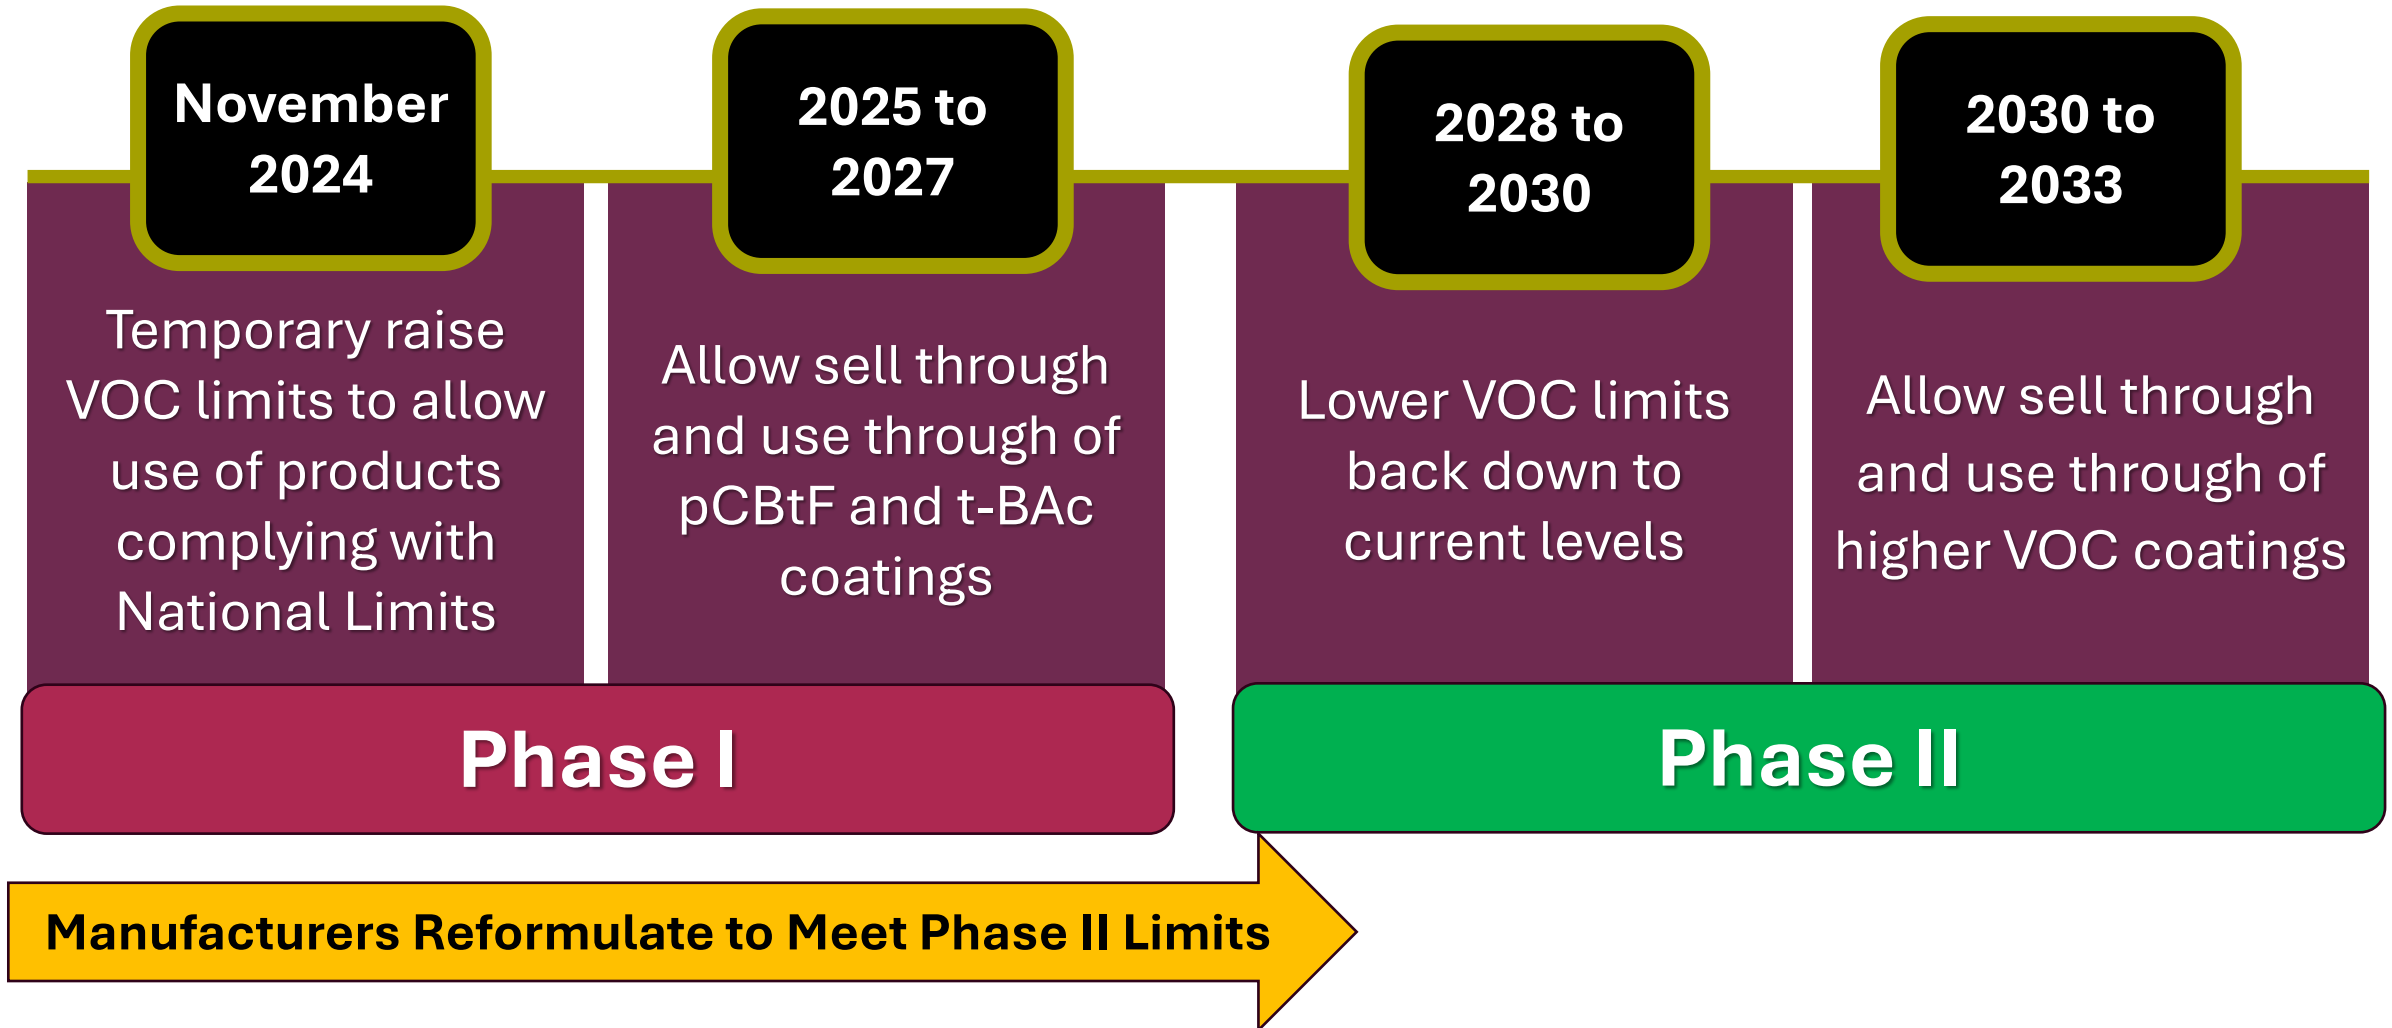 November
2024
Temporary raise
VOC limits to allow
use of products
complying with
National Limits
2025 to
2027
Allow sell through
and use through of
pCBtF and t-BAc
coatings
2028 to
2030
Lower VOC limits
back down to
current levels
2030 to
2033
Allow sell through
and use through of
higher VOC coatings
Phase I
Phase II
Manufacturers Reformulate to Meet Phase II Limits